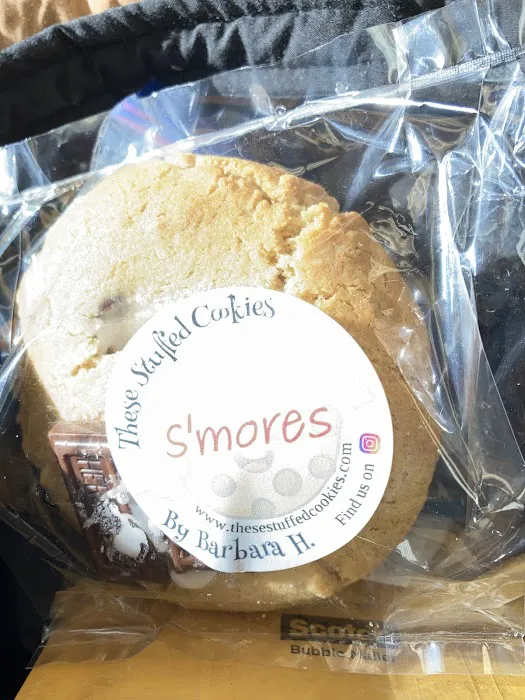 These Stuffed Cookies
S'mores
www.thesestuffedcookies.com
Find us on
By Barbara H.
Scotch
Bubble Mailer